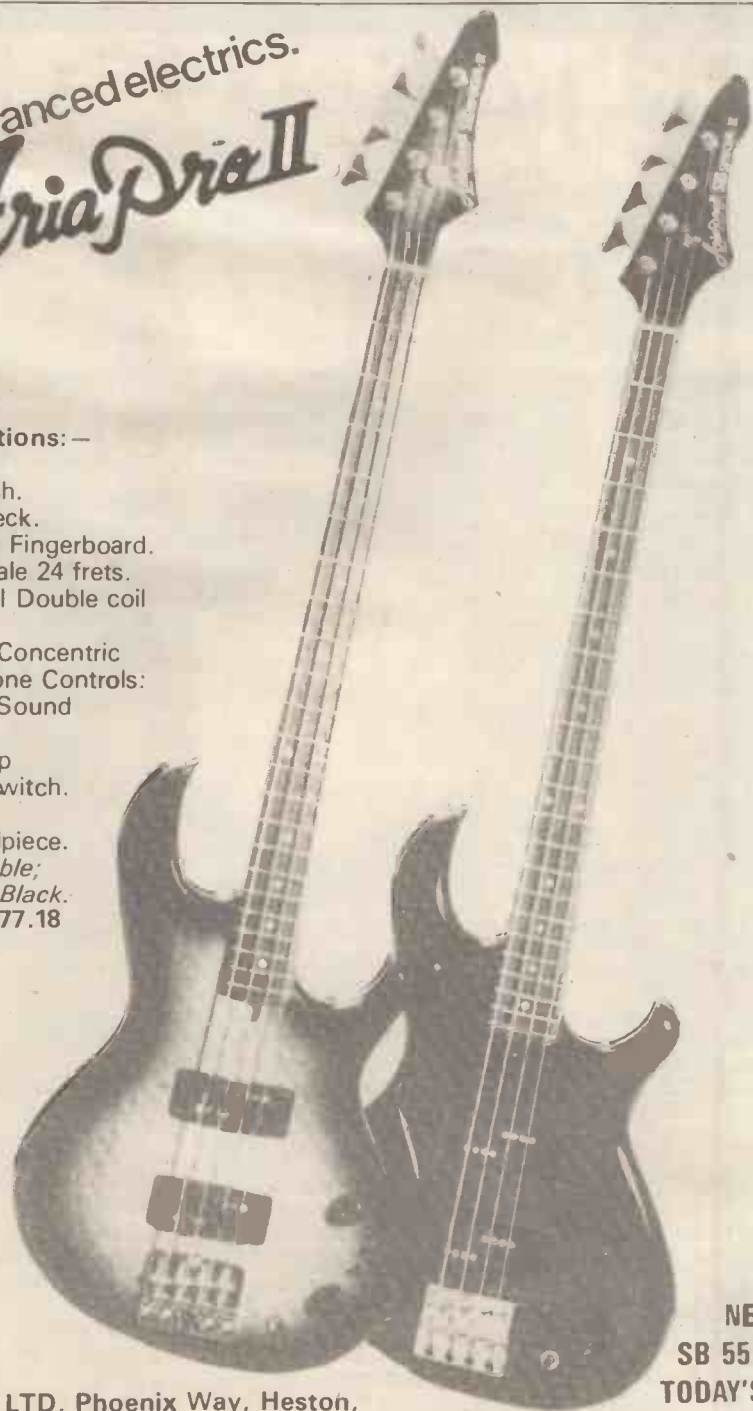 anced electrics.
Aria Pro II
tions:—
h.
eck.
Fingerboard.
ale 24 frets.
l Double coil
Concentric
one Controls:
Sound
p
witch.
ipiece.
ble;
Black.
77.18
NE
SB 55
TODAY'S
LTD. Phoenix Way, Heston,